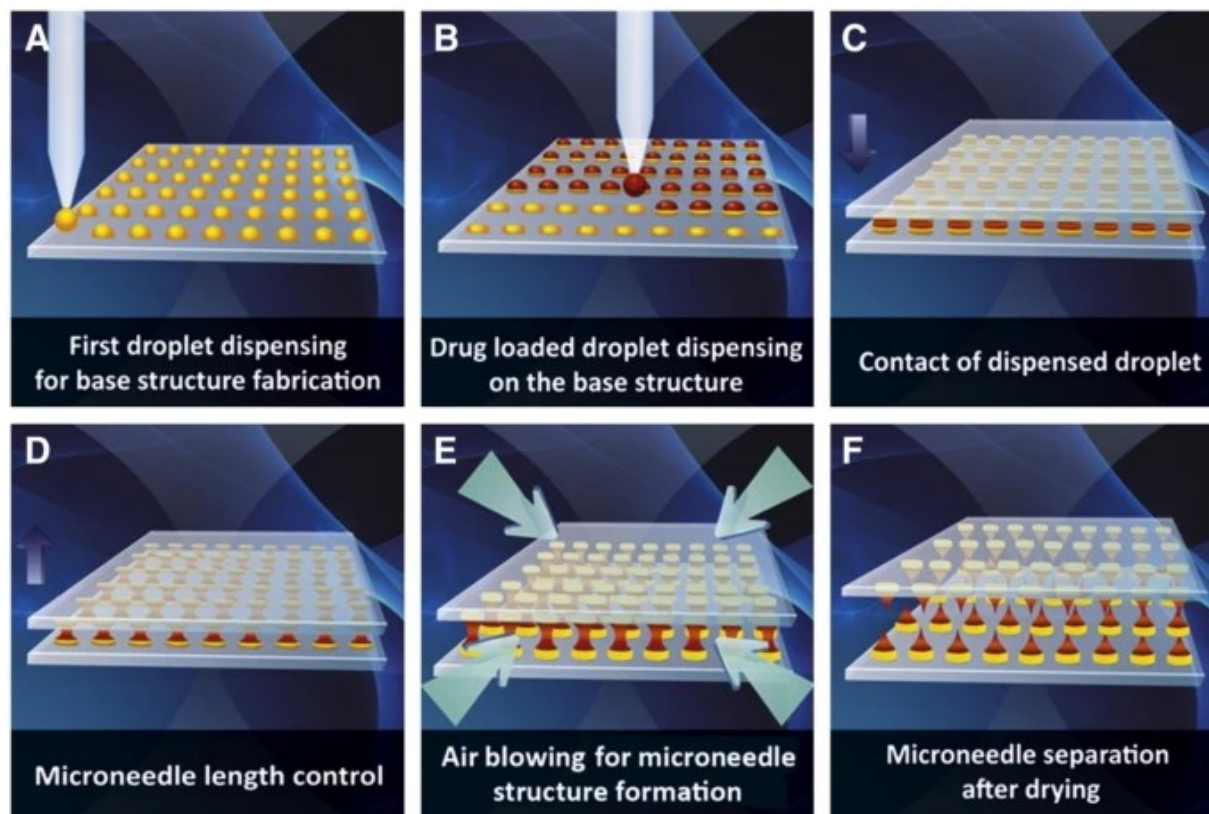 A
First droplet dispensing
for base structure fabrication
B
Drug loaded droplet dispensing
on the base structure
C
Contact of dispensed droplet
D
Microneedle length control
E
Air blowing for microneedle
structure formation
F
Microneedle separation
after drying